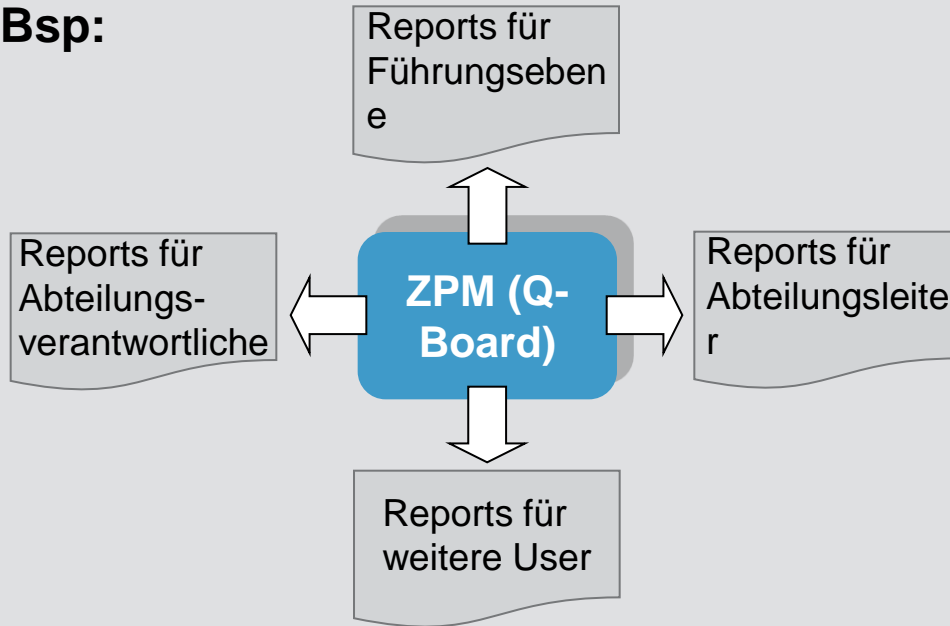 Bsp:
Reports für
Führungseben
e
Reports für
Abteilungs-
verantwortliche
ZPM (Q-
Board)
Reports für
Abteilungsleite
r
Reports für
weitere User